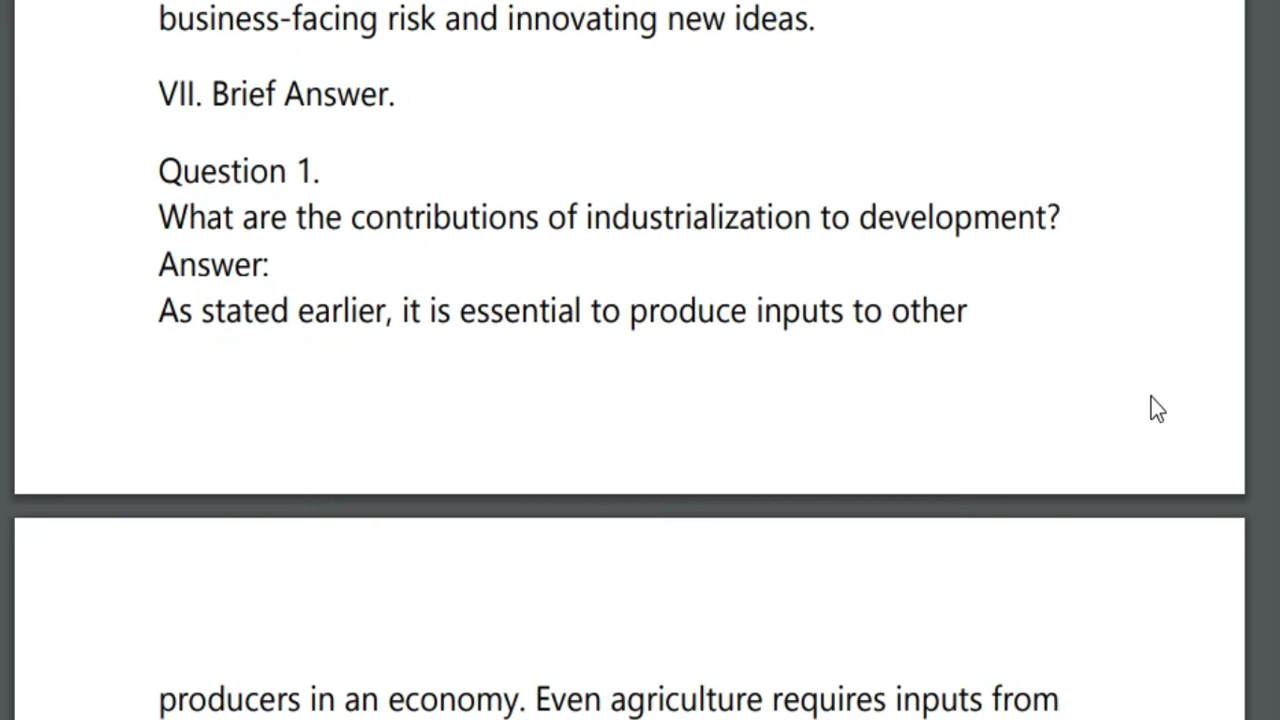 business-facing risk and innovating new ideas.
VII. Brief Answer.
Question 1.
What are the contributions of industrialization to development?
Answer:
As stated earlier, it is essential to produce inputs to other
producers in an economy. Even agriculture requires inputs from